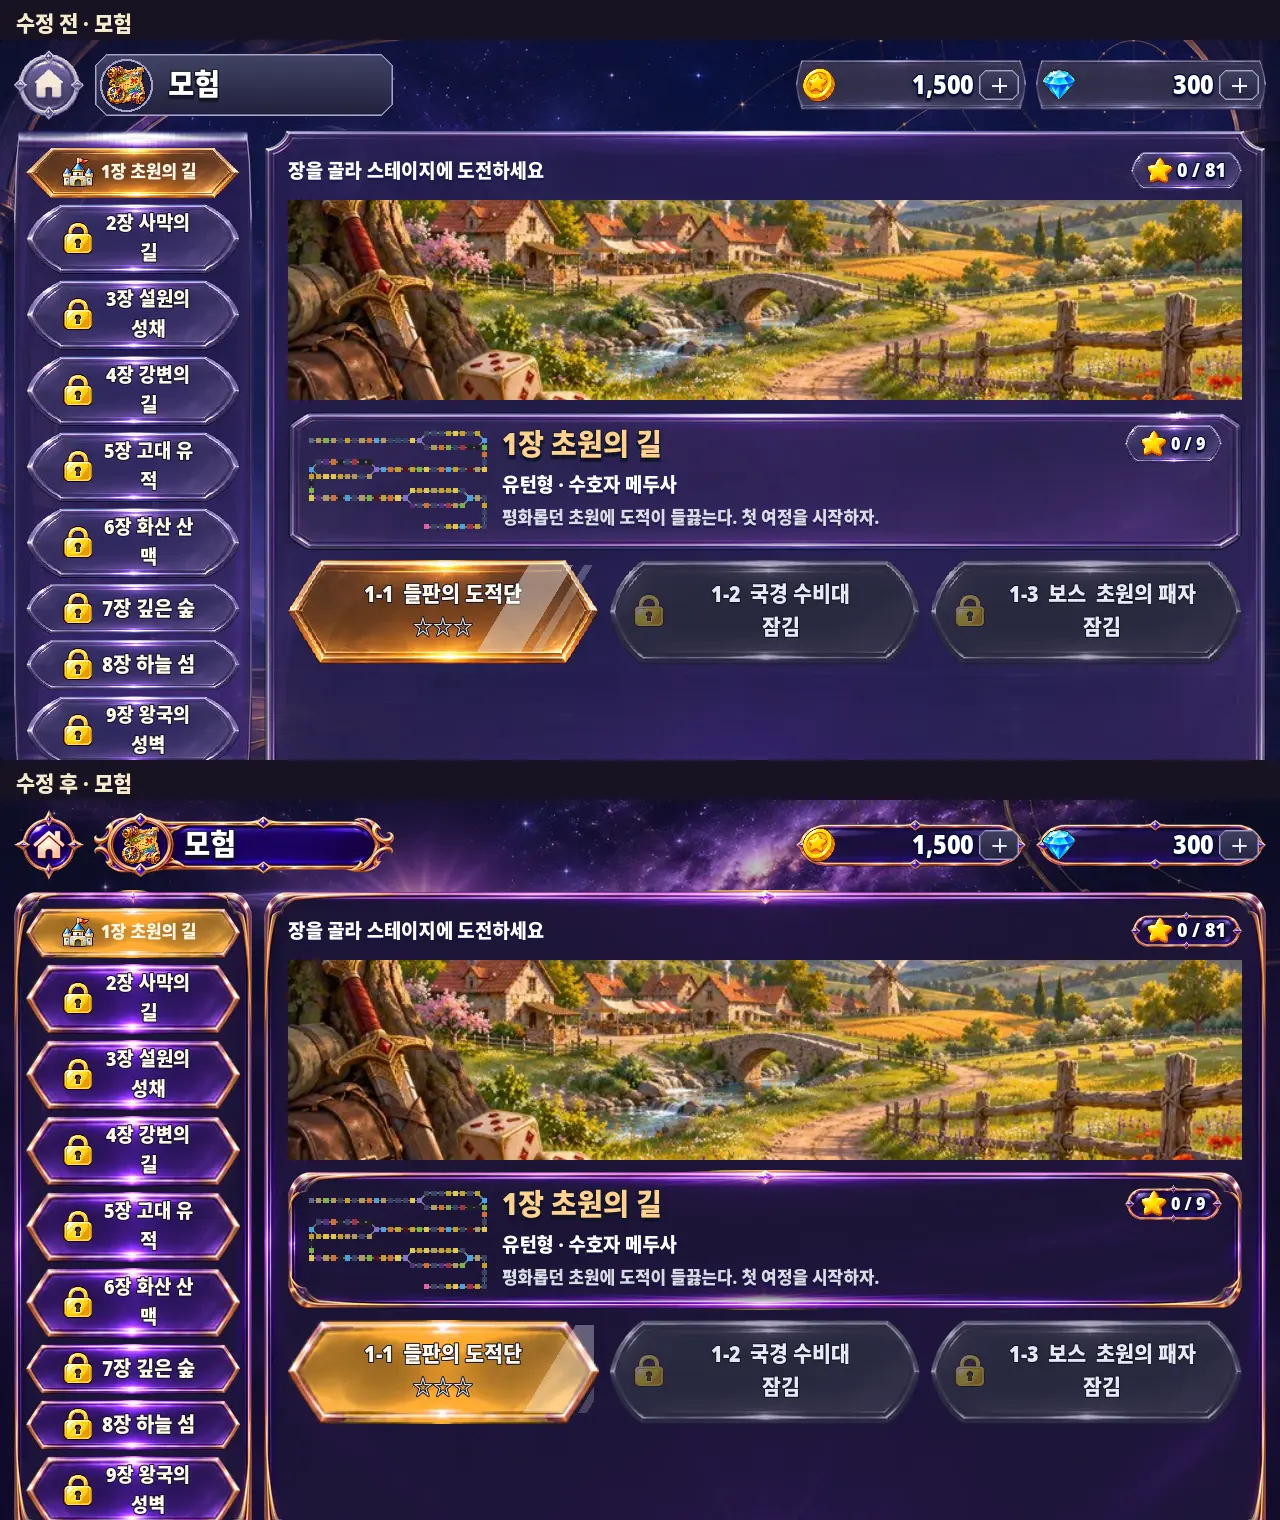 수정 전 · 모험
모험
1,500
300
1장 초원의 길
2장 사막의
길
3장 설원의
성채
4장 강변의
길
5장 고대 유
적
6장 화산 산
맥
7장 깊은 숲
8장 하늘 섬
9장 왕국의
성벽
장을 골라 스테이지에 도전하세요
0 / 81
1장 초원의 길
0 / 9
유턴형 · 수호자 메두사
평화롭던 초원에 도적이 들끓는다. 첫 여정을 시작하자.
1-1 들판의 도적단
☆☆☆
1-2 국경 수비대
잠김
1-3 보스 초원의 패자
잠김
수정 후 · 모험
모험
1,500
300
1장 초원의 길
2장 사막의
길
3장 설원의
성채
4장 강변의
길
5장 고대 유
적
6장 화산 산
맥
7장 깊은 숲
8장 하늘 섬
9장 왕국의
성벽
장을 골라 스테이지에 도전하세요
0 / 81
1장 초원의 길
0 / 9
유턴형 · 수호자 메두사
평화롭던 초원에 도적이 들끓는다. 첫 여정을 시작하자.
1-1 들판의 도적단
☆☆☆
1-2 국경 수비대
잠김
1-3 보스 초원의 패자
잠김